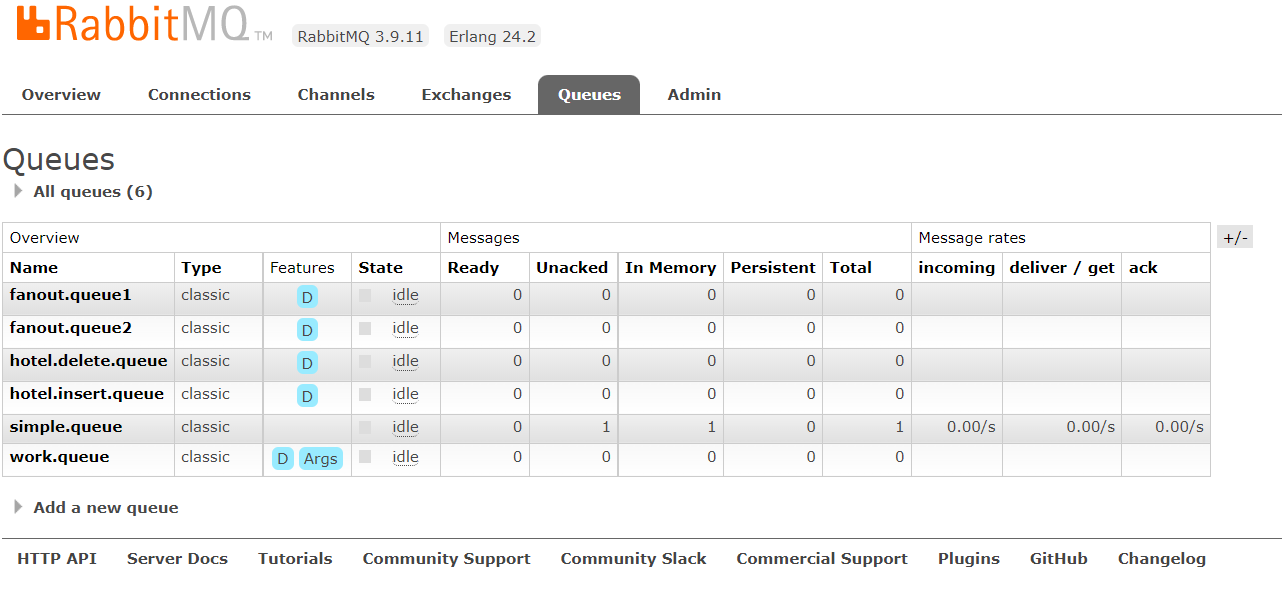 RabbitMQ TM RabbitMQ 3.9.11 Erlang 24.2
Overview Connections Channels Exchanges Queues Admin
Queues
All queues (6)
Overview Messages Message rates +/-
Name Type Features State Ready Unacked In Memory Persistent Total incoming deliver / get ack
fanout.queue1 classic D idle 0 0 0 0 0
fanout.queue2 classic D idle 0 0 0 0 0
hotel.delete.queue classic D idle 0 0 0 0 0
hotel.insert.queue classic D idle 0 0 0 0 0
simple.queue classic idle 0 1 1 0 1 0.00/s 0.00/s 0.00/s
work.queue classic D Args idle 0 0 0 0 0
Add a new queue
HTTP API Server Docs Tutorials Community Support Community Slack Commercial Support Plugins GitHub Changelog